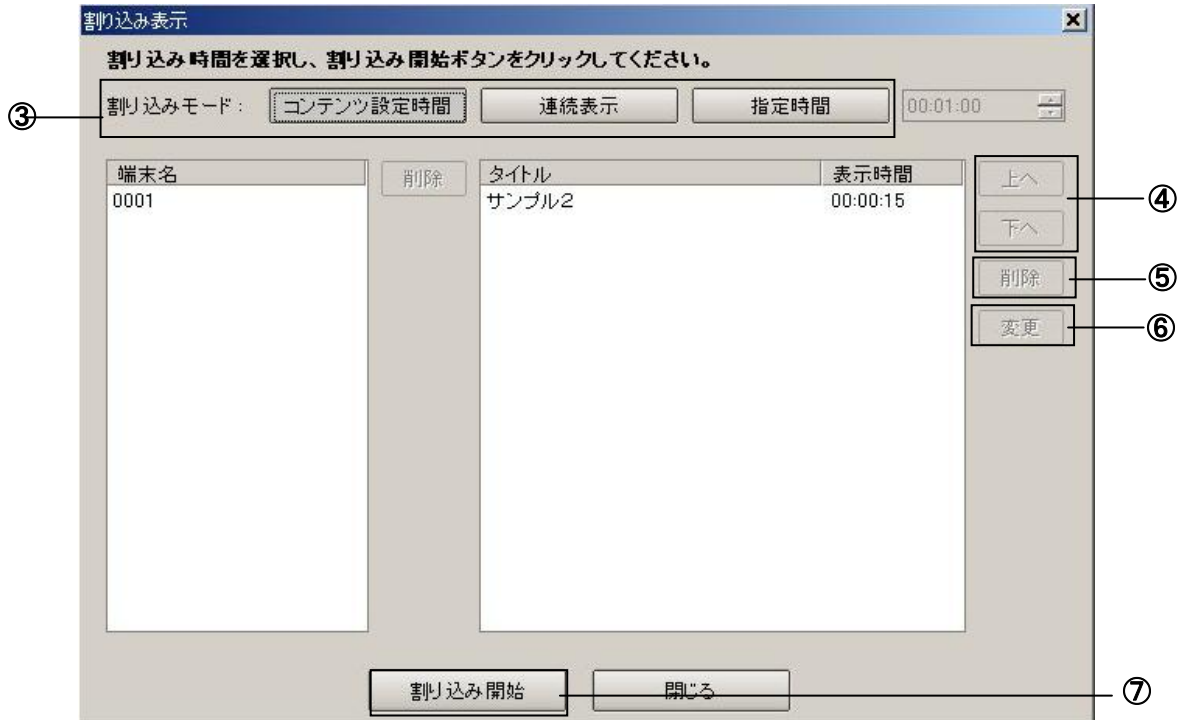 割り込み表示
割り込み時間を選択し、割り込み開始ボタンをクリックしてください。
③ 割り込みモード： コンテンツ設定時間 連続表示 指定時間 00:01:00
端末名 削除 タイトル 表示時間 上へ ④
0001 サンプル2 00:00:15
下へ
削除 ⑤
変更 ⑥
割り込み開始 閉じる ⑦